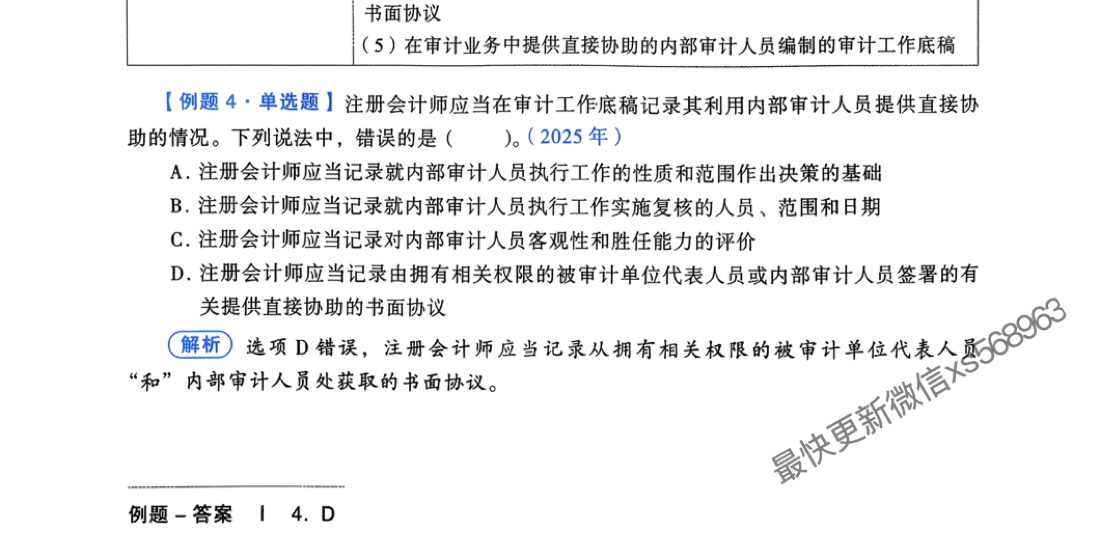 书面协议
（5）在审计业务中提供直接协助的内部审计人员编制的审计工作底稿
【例题 4·单选题】注册会计师应当在审计工作底稿记录其利用内部审计人员提供直接协
助的情况。下列说法中，错误的是（　　）。（2025 年）
A. 注册会计师应当记录就内部审计人员执行工作的性质和范围作出决策的基础
B. 注册会计师应当记录就内部审计人员执行工作实施复核的人员、范围和日期
C. 注册会计师应当记录对内部审计人员客观性和胜任能力的评价
D. 注册会计师应当记录由拥有相关权限的被审计单位代表人员或内部审计人员签署的有
关提供直接协助的书面协议
解析 选项 D 错误，注册会计师应当记录从拥有相关权限的被审计单位代表人员
“和”内部审计人员处获取的书面协议。
最快更新微信xs568963
例题－答案 | 4. D